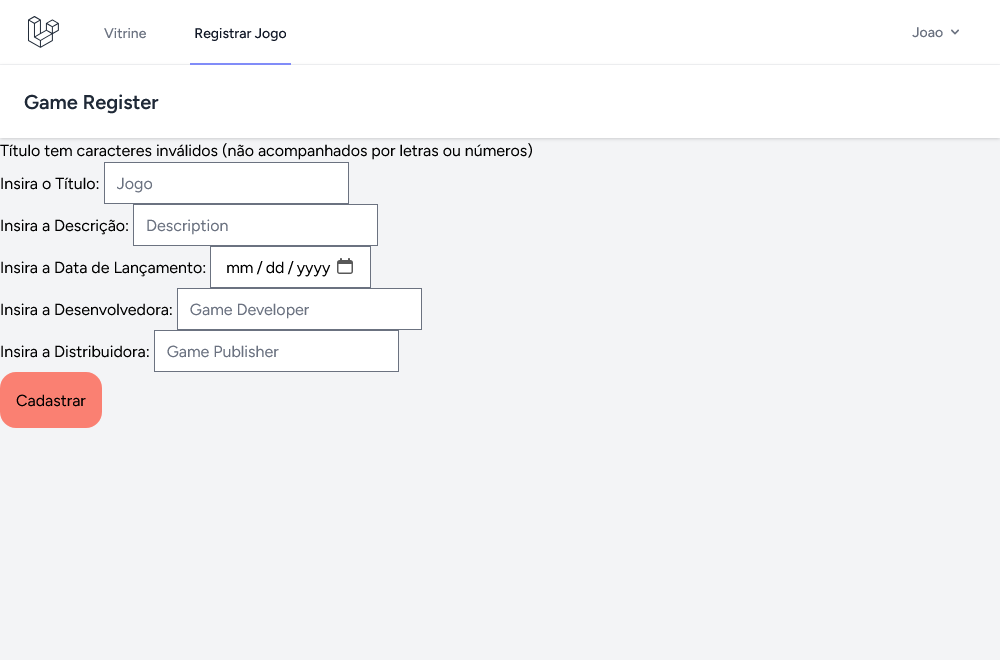 Vitrine Registrar Jogo Joao
Game Register
Título tem caracteres inválidos (não acompanhados por letras ou números)
Insira o Título: Jogo
Insira a Descrição: Description
Insira a Data de Lançamento: mm / dd / yyyy
Insira a Desenvolvedora: Game Developer
Insira a Distribuidora: Game Publisher
Cadastrar